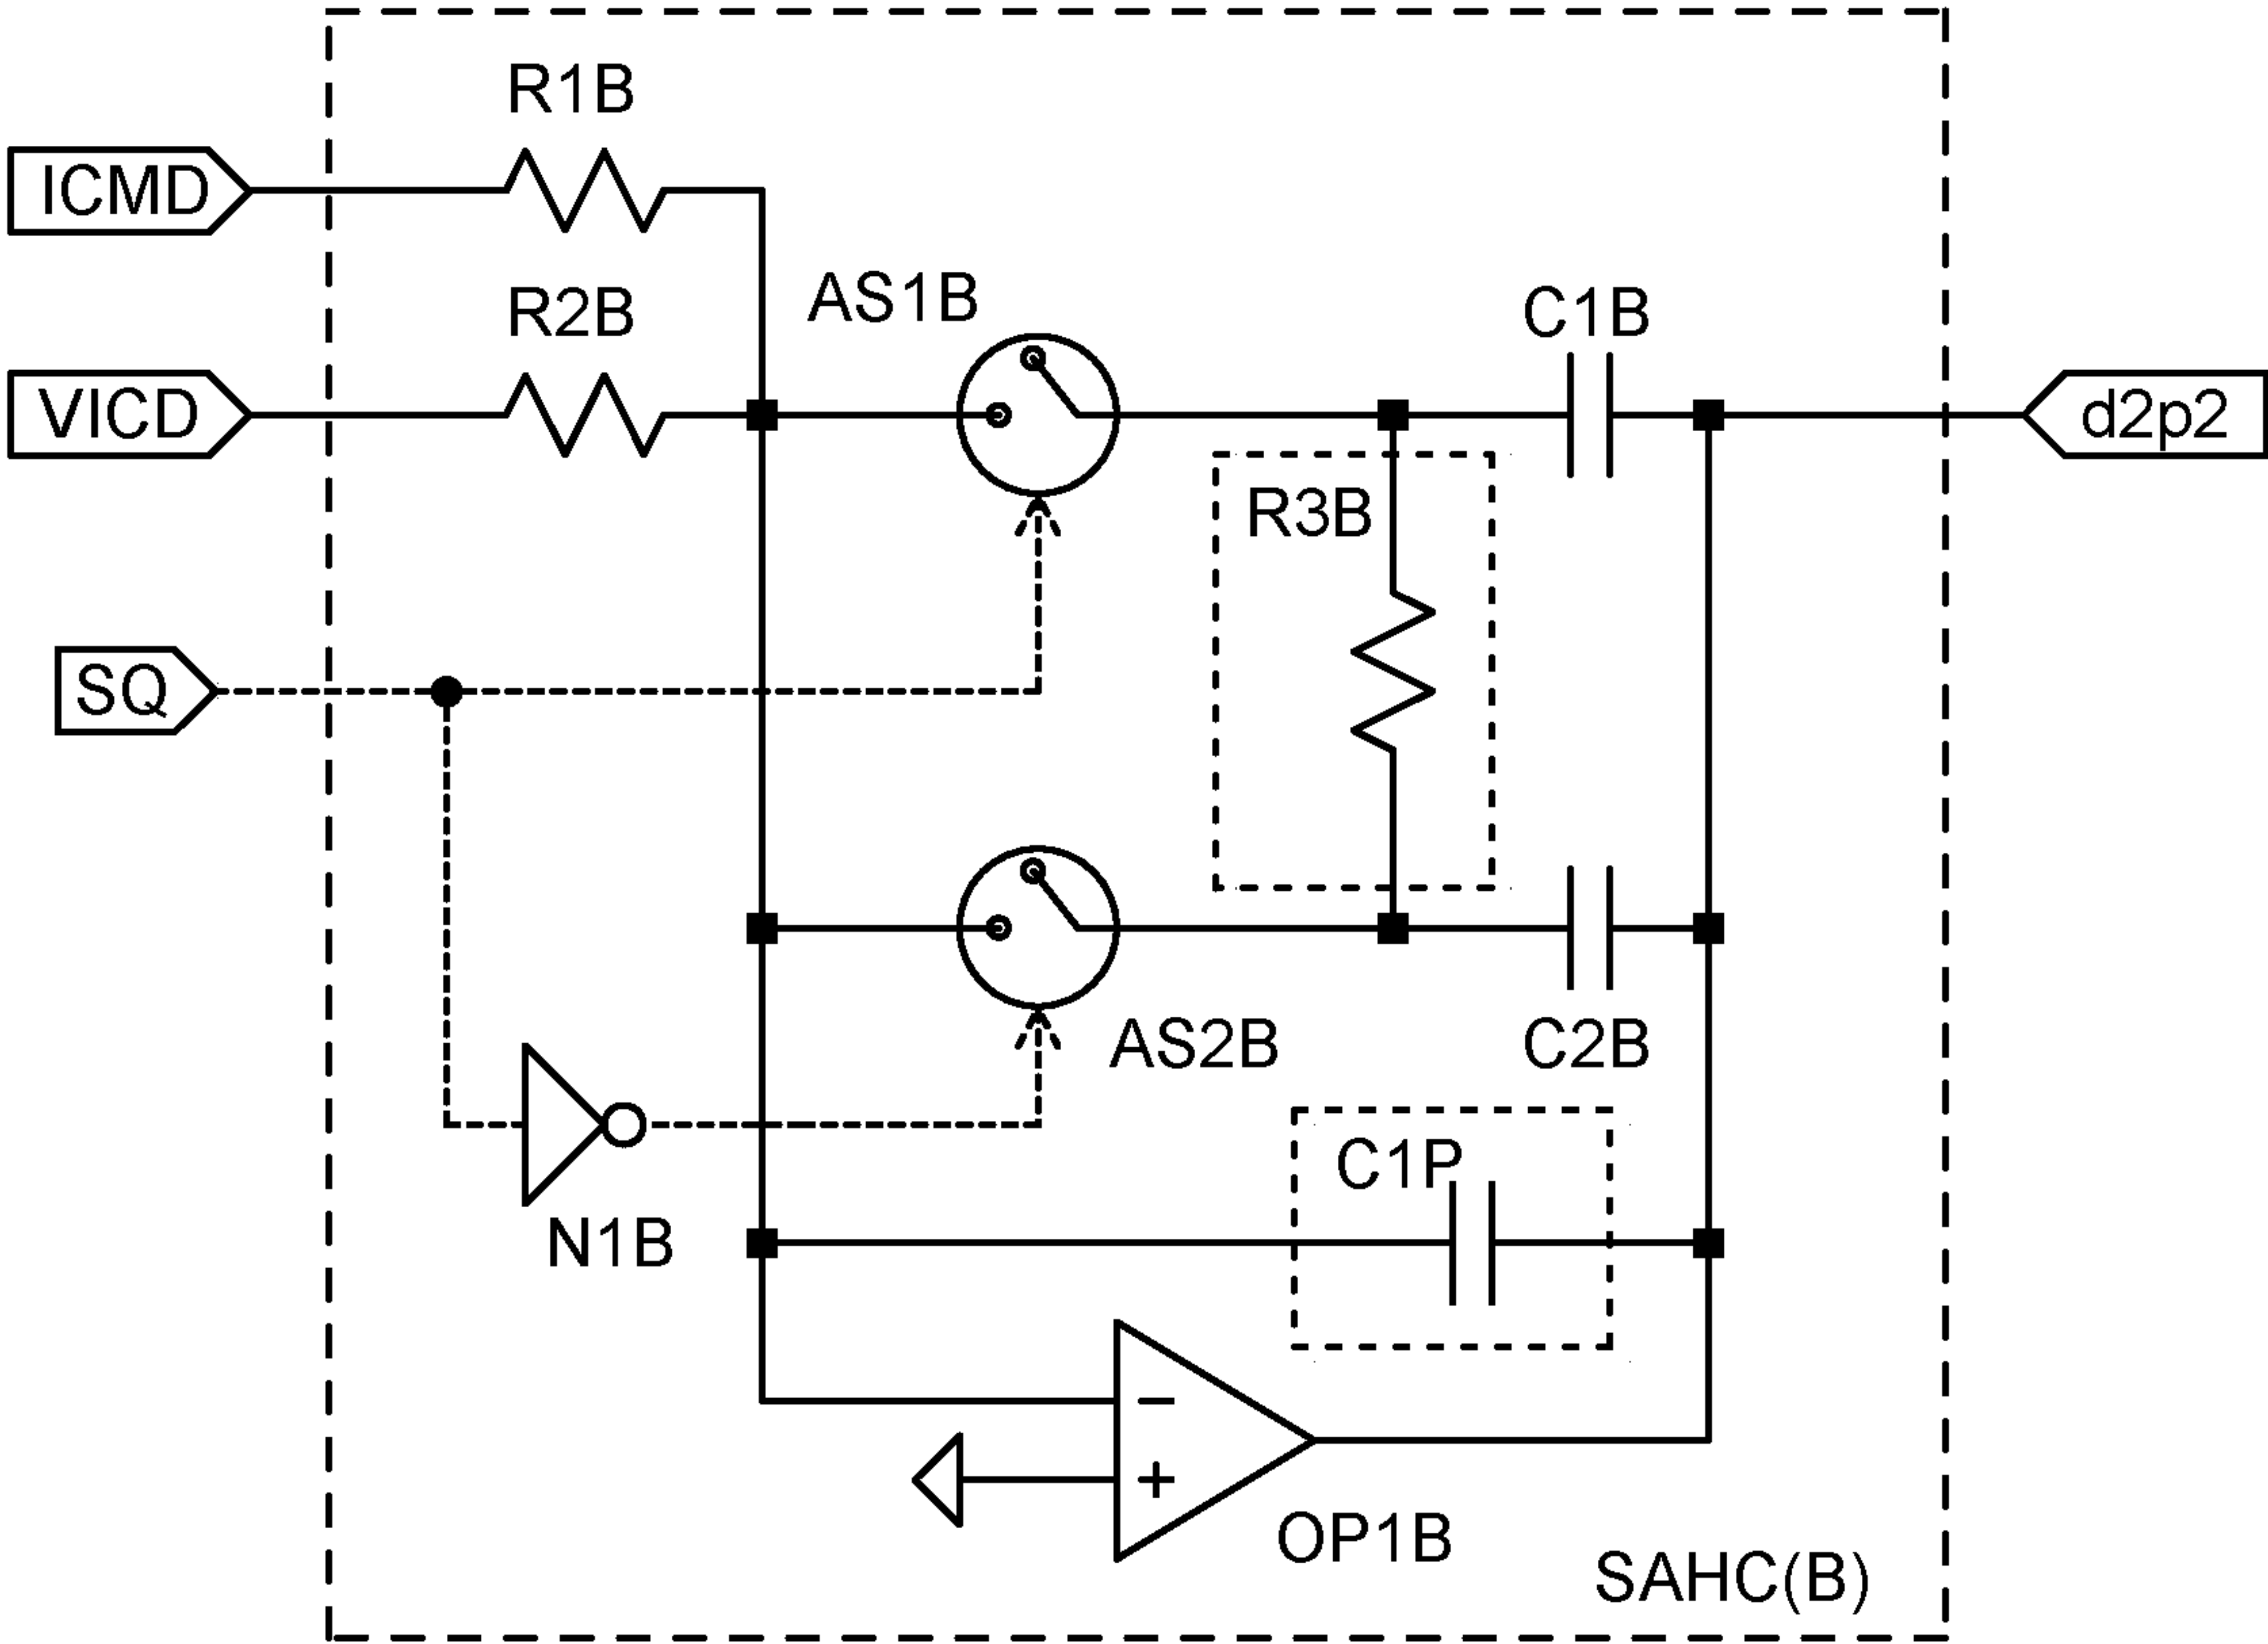 R1B
ICMD
R2B
AS1B
C1B
VICD
d2p2
R3B
SQ
AS2B
C2B
C1P
N1B
−
+
OP1B
SAHC(B)